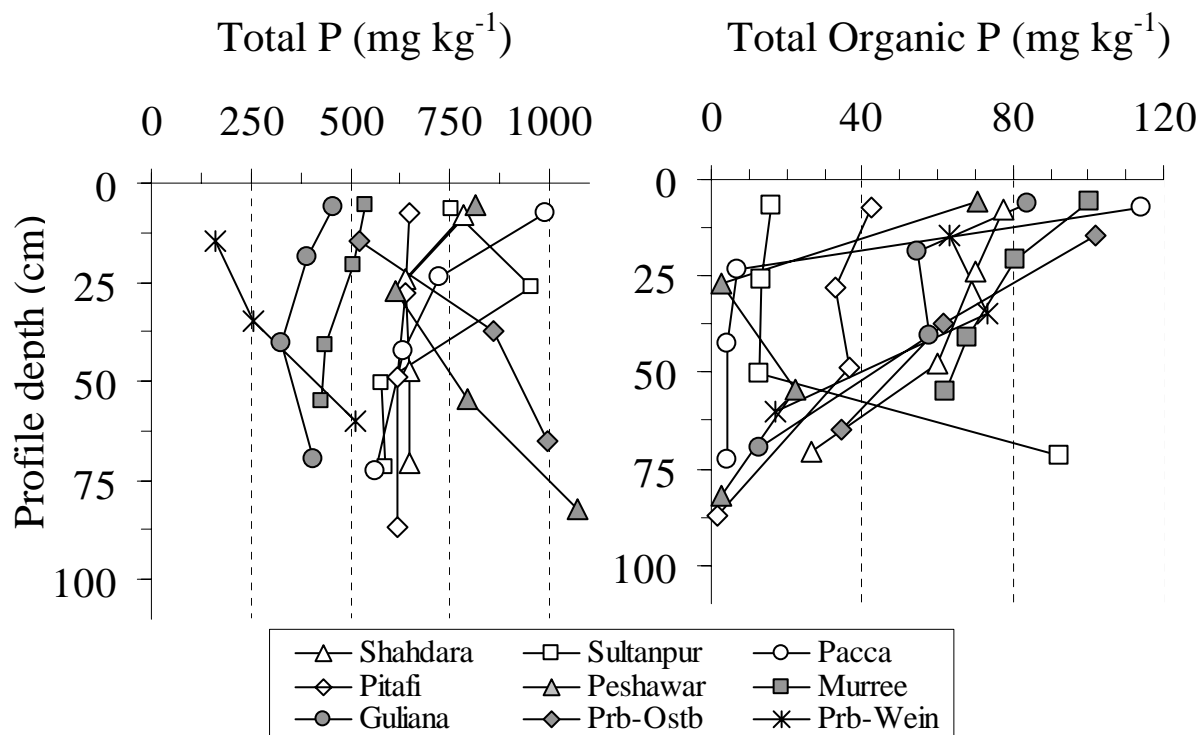 Total P (mg kg-1)
Total Organic P (mg kg-1)
0 250 500 750 1000
0 40 80 120
Profile depth (cm)
0
25
50
75
100
0
25
50
75
100
Shahdara Sultanpur Pacca
Pitafi Peshawar Murree
Guliana Prb-Ostb Prb-Wein